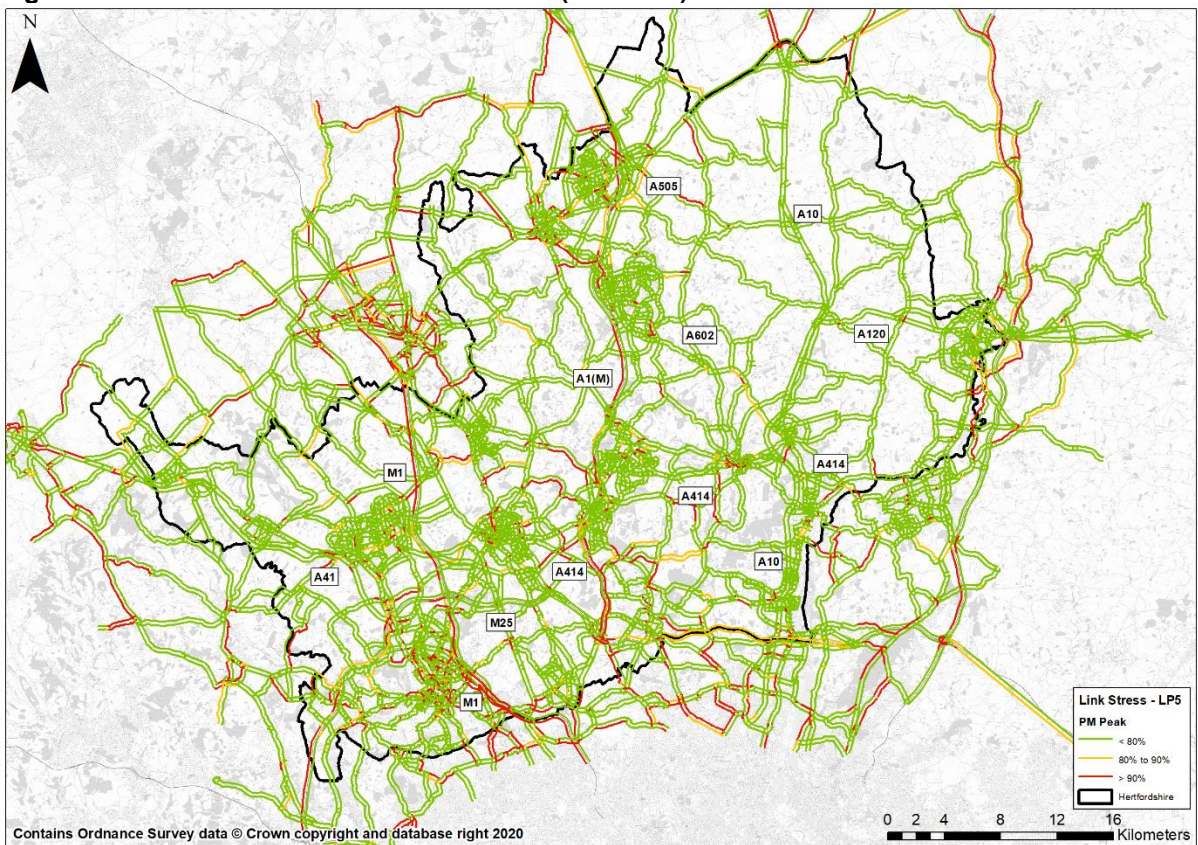 N
A505
A10
A602
A120
A1(M)
M1
A414
A414
A10
A41
A414
M25
M1
Link Stress - LP5
PM Peak
< 80%
80% to 90%
> 90%
Hertfordshire
Contains Ordnance Survey data © Crown copyright and database right 2020
0 2 4 8 12 16
Kilometers